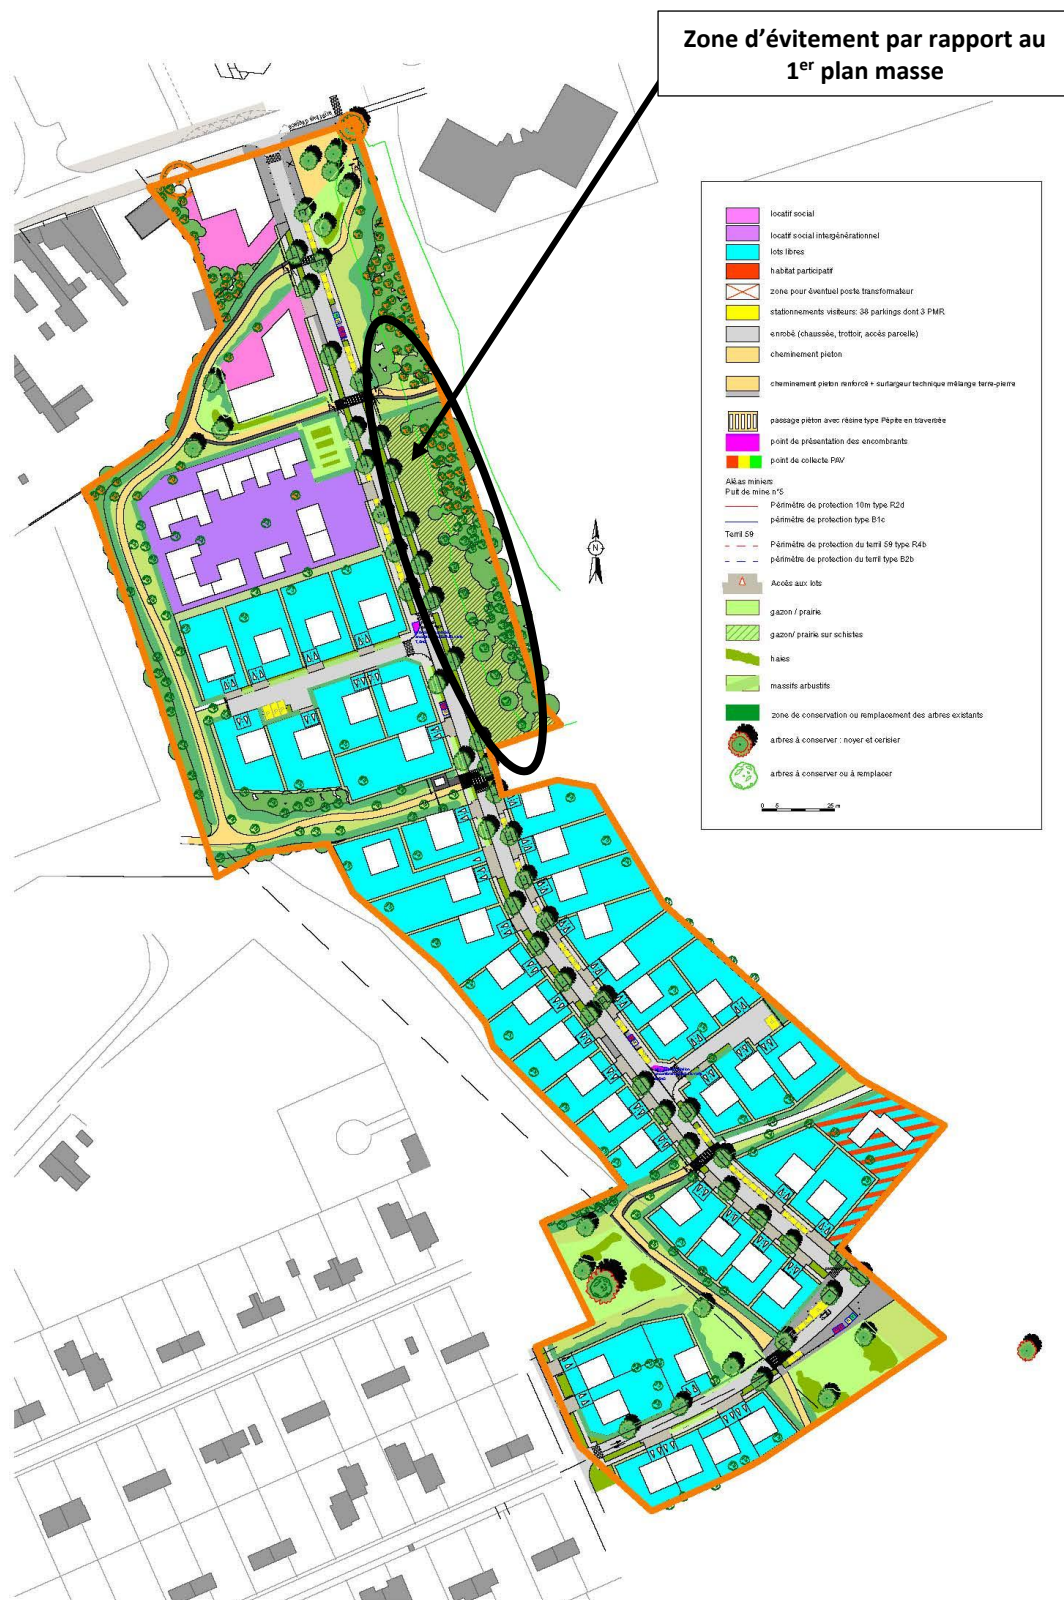 Zone d'évitement par rapport au
1er plan masse
locatif social
locatif social intergénérationnel
lots libres
habitat participatif
zone pour éventuel poste transformateur
stationnements visiteurs: 38 parkings dont 3 PMR
enrobé (chaussée, trottoir, accès parcelle)
cheminement pieton
cheminement pieton renforcé + surlargeur technique mélange terre-pierre
passage piéton avec résine type Pépite en traversée
point de présentation des encombrants
point de collecte PAV
Aléas miniers
Puit de mine n°5
Périmètre de protection 10m type R2d
périmètre de protection type B1c
Terril 59
Périmètre de protection du terril 59 type R4b
périmètre de protection du terril type B2b
Accès aux lots
gazon / prairie
gazon/ prairie sur schistes
haies
massifs arbustifs
zone de conservation ou remplacement des arbres existants
arbres à conserver : noyer et cerisier
arbres à conserver ou à remplacer
0 5 25 m
N